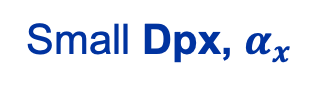 Small Dpx, αₓ